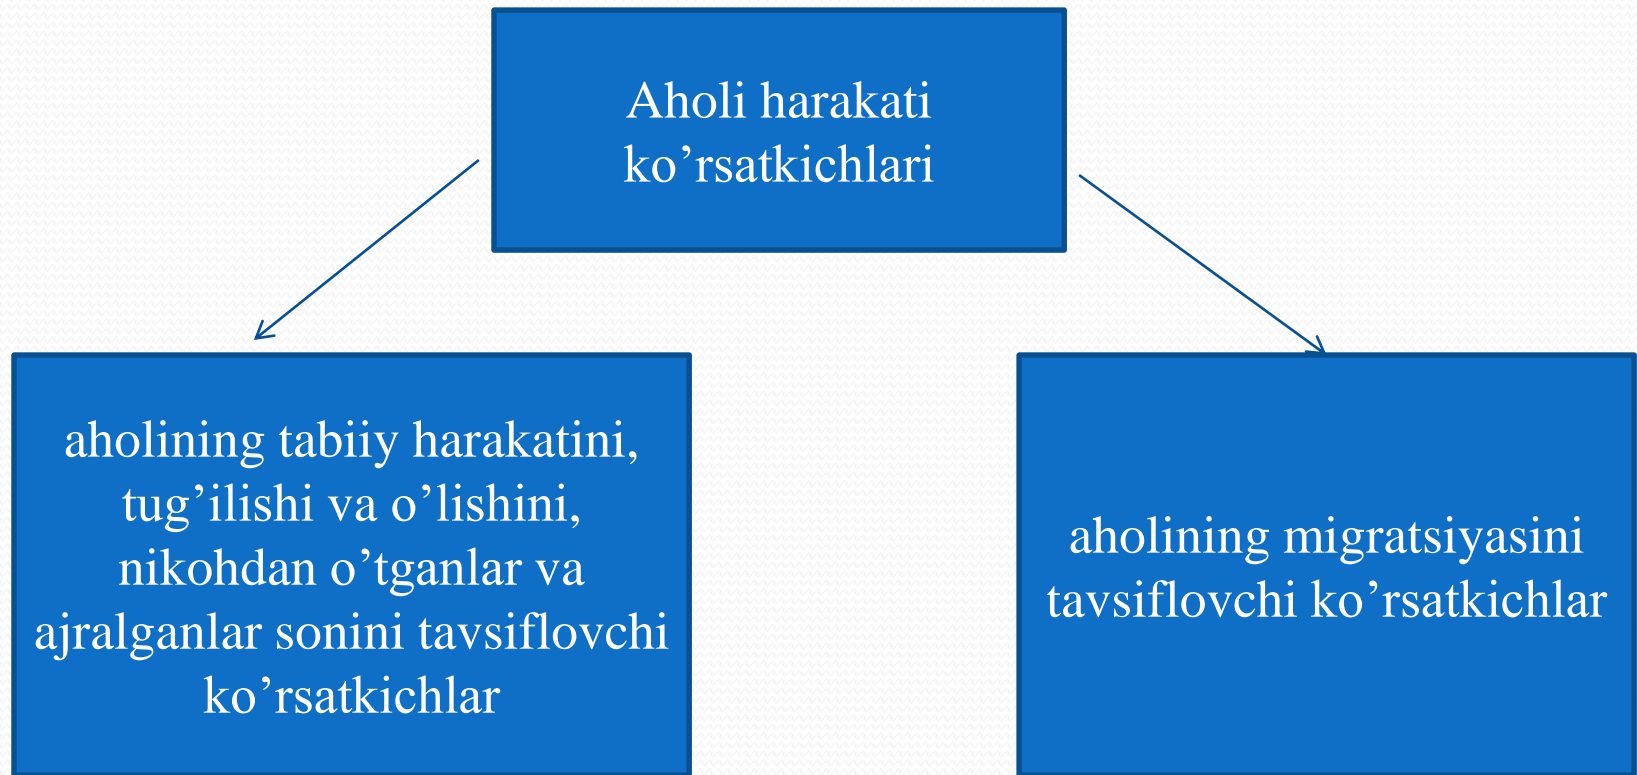 Aholi harakati
ko’rsatkichlari
aholining tabiiy harakatini,
tug’ilishi va o’lishini,
nikohdan o’tganlar va
ajralganlar sonini tavsiflovchi
ko’rsatkichlar
aholining migratsiyasini
tavsiflovchi ko’rsatkichlar